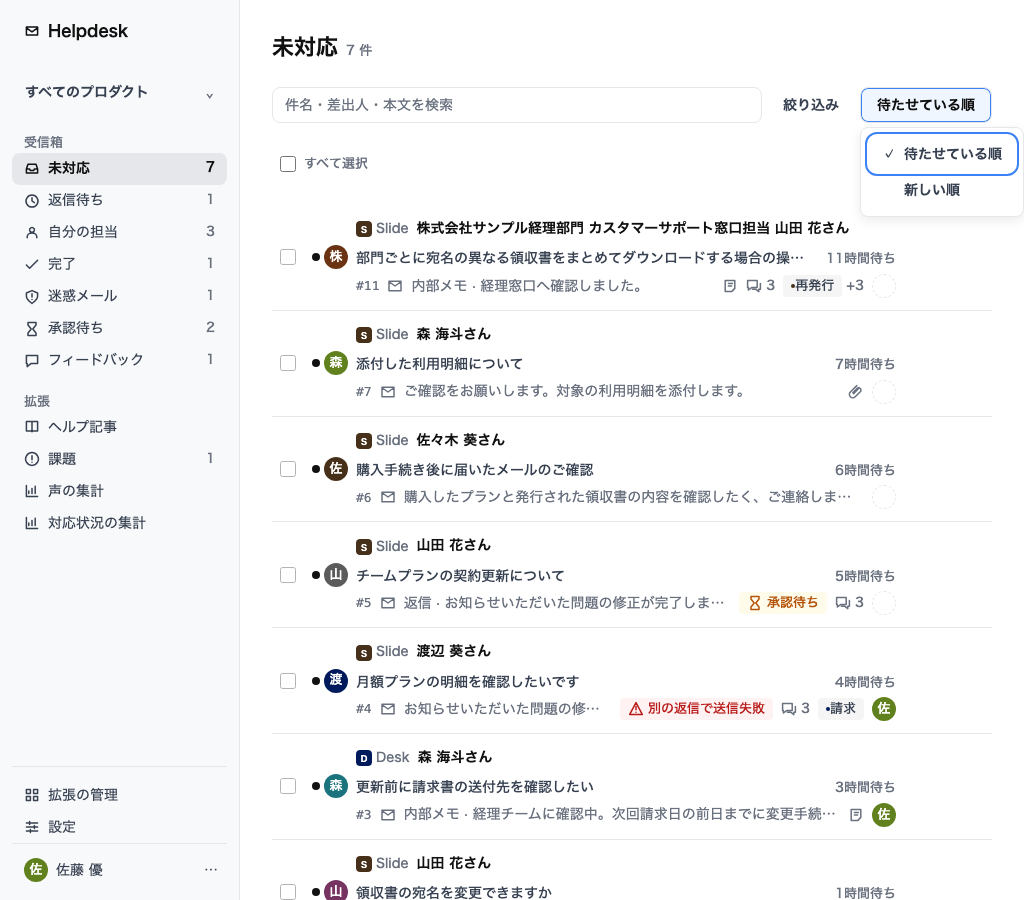 Helpdesk
すべてのプロダクト
受信箱
未対応 7
返信待ち 1
自分の担当 3
完了 1
迷惑メール 1
承認待ち 2
フィードバック 1
拡張
ヘルプ記事
課題 1
声の集計
対応状況の集計
拡張の管理
設定
佐 佐藤 優 …
未対応 7 件
件名・差出人・本文を検索 絞り込み 待たせている順
✓ 待たせている順
新しい順
すべて選択
S Slide 株式会社サンプル経理部門 カスタマーサポート窓口担当 山田 花さん
株 部門ごとに宛名の異なる領収書をまとめてダウンロードする場合の操… 11時間待ち
#11 内部メモ · 経理窓口へ確認しました。 3 •再発行 +3
S Slide 森 海斗さん
森 添付した利用明細について 7時間待ち
#7 ご確認をお願いします。対象の利用明細を添付します。
S Slide 佐々木 葵さん
佐 購入手続き後に届いたメールのご確認 6時間待ち
#6 購入したプランと発行された領収書の内容を確認したく、ご連絡しま…
S Slide 山田 花さん
山 チームプランの契約更新について 5時間待ち
#5 返信 · お知らせいただいた問題の修正が完了しま… 承認待ち 3
S Slide 渡辺 葵さん
渡 月額プランの明細を確認したいです 4時間待ち
#4 お知らせいただいた問題の修… 別の返信で送信失敗 3 •請求 佐
D Desk 森 海斗さん
森 更新前に請求書の送付先を確認したい 3時間待ち
#3 内部メモ · 経理チームに確認中。次回請求日の前日までに変更手続… 佐
S Slide 山田 花さん
山 領収書の宛名を変更できますか 1時間待ち